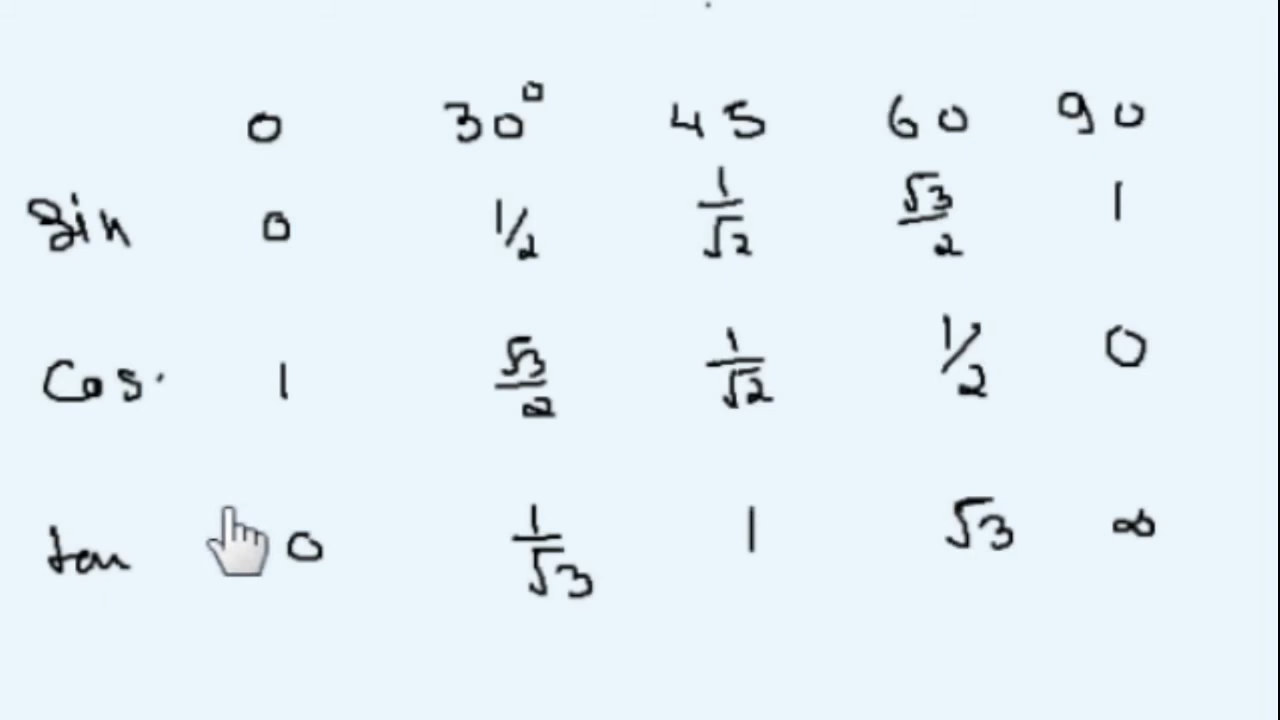 0 30° 45 60 90
Sin 0 1/2 1/√2 √3/2 1
Cos. 1 √3/2 1/√2 1/2 0
tan 0 1/√3 1 √3 ∞